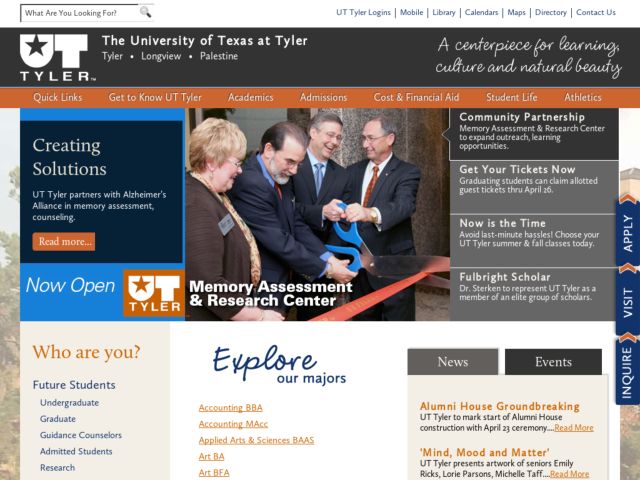 What Are You Looking For?
UT Tyler Logins | Mobile | Library | Calendars | Maps | Directory | Contact Us
UT
TYLER™
The University of Texas at Tyler
Tyler • Longview • Palestine
A centerpiece for learning,
culture and natural beauty
Quick Links
Get to Know UT Tyler
Academics
Admissions
Cost & Financial Aid
Student Life
Athletics
Creating
Solutions
UT Tyler partners with Alzheimer's
Alliance in memory assessment,
counseling.
Read more...
Community Partnership
Memory Assessment & Research Center
to expand outreach, learning
opportunities.
Get Your Tickets Now
Graduating students can claim allotted
guest tickets thru April 26.
Now is the Time
Avoid last-minute hassles! Choose your
UT Tyler summer & fall classes today.
Fulbright Scholar
Dr. Sterken to represent UT Tyler as a
member of an elite group of scholars.
Now Open
UT
TYLER
Memory Assessment
& Research Center
APPLY
VISIT
INQUIRE
Who are you?
Future Students
Undergraduate
Graduate
Guidance Counselors
Admitted Students
Research
Explore
our majors
Accounting BBA
Accounting MAcc
Applied Arts & Sciences BAAS
Art BA
Art BFA
News
Events
Alumni House Groundbreaking
UT Tyler to mark start of Alumni House
construction with April 23 ceremony....Read More
'Mind, Mood and Matter'
UT Tyler presents artwork of seniors Emily
Ricks, Lorie Parsons, Michelle Taff....Read More